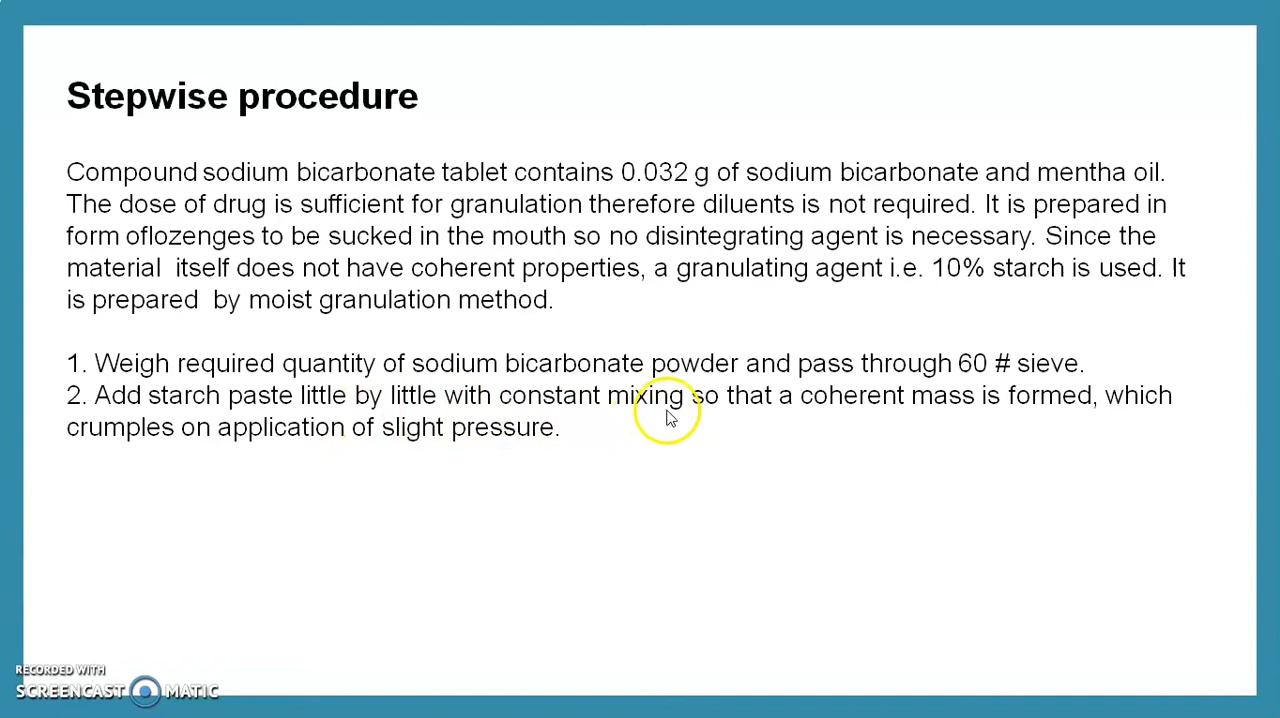 Stepwise procedure
Compound sodium bicarbonate tablet contains 0.032 g of sodium bicarbonate and mentha oil.
The dose of drug is sufficient for granulation therefore diluents is not required. It is prepared in
form oflozenges to be sucked in the mouth so no disintegrating agent is necessary. Since the
material itself does not have coherent properties, a granulating agent i.e. 10% starch is used. It
is prepared by moist granulation method.
1. Weigh required quantity of sodium bicarbonate powder and pass through 60 # sieve.
2. Add starch paste little by little with constant mixing so that a coherent mass is formed, which
crumples on application of slight pressure.
RECORDED WITH
SCREENCAST MATIC